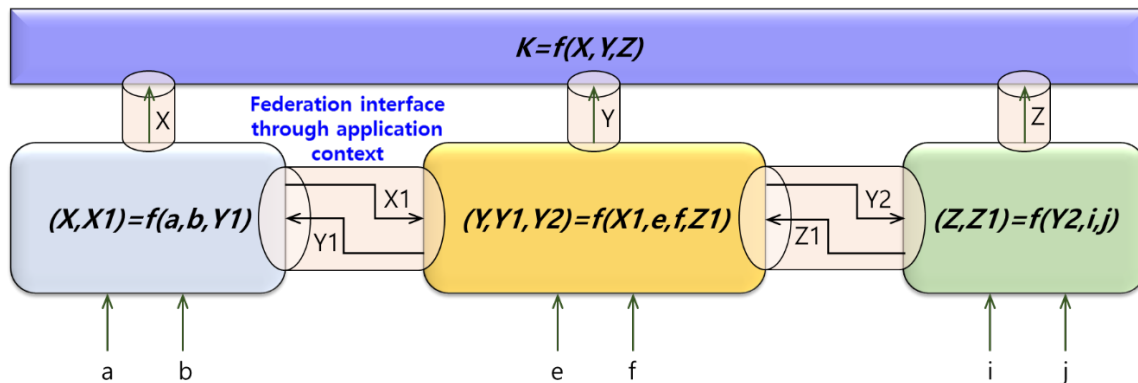 K=f(X,Y,Z)
X
Federation interface
through application
context
Y
Z
(X,X1)=f(a,b,Y1)
X1
Y1
(Y,Y1,Y2)=f(X1,e,f,Z1)
Y2
Z1
(Z,Z1)=f(Y2,i,j)
a
b
e
f
i
j